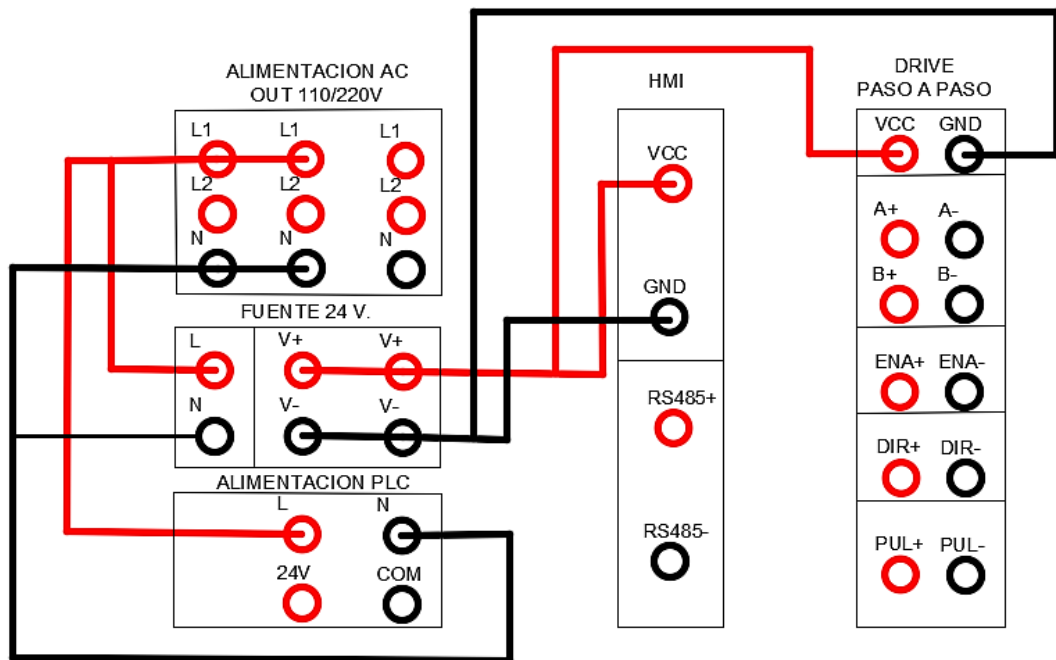 ALIMENTACION AC
OUT 110/220V
L1 L1 L1
L2 L2 L2
N N N
FUENTE 24 V.
L V+ V+
N V- V-
ALIMENTACION PLC
L N
24V COM
HMI
VCC
GND
RS485+
RS485-
DRIVE
PASO A PASO
VCC GND
A+ A-
B+ B-
ENA+ ENA-
DIR+ DIR-
PUL+ PUL-